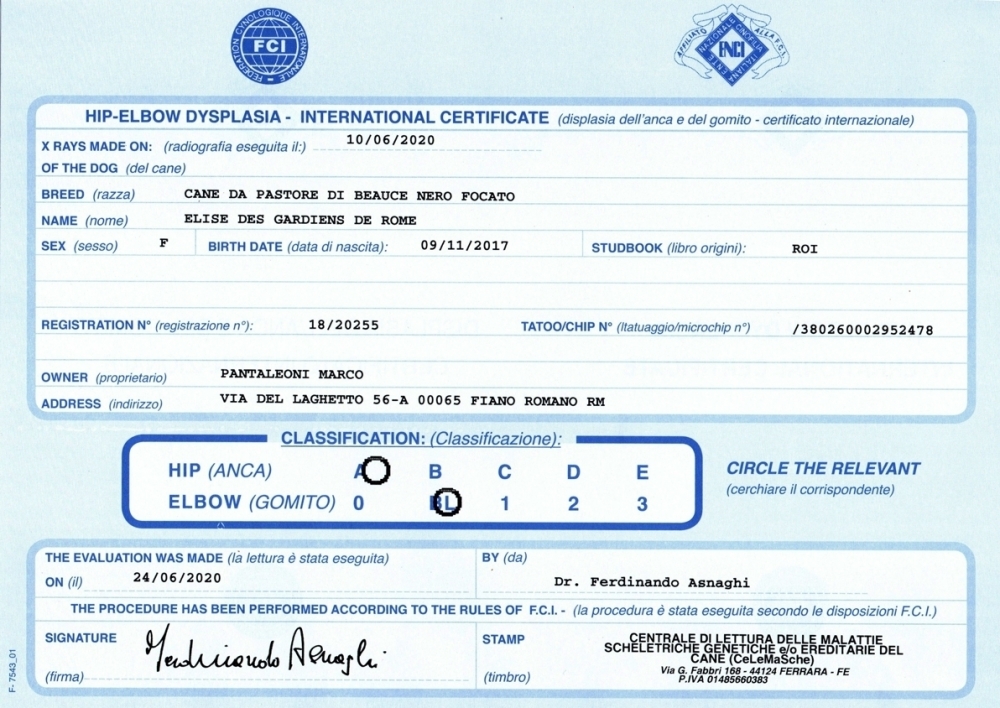 FEDERATION CYNOLOGIQUE INTERNATIONALE
FCI
AFFILIATO ALLA F.C.I.
ENTE NAZIONALE CINOFILIA ITALIANA
ENCI
HIP-ELBOW DYSPLASIA - INTERNATIONAL CERTIFICATE (displasia dell'anca e del gomito - certificato internazionale)
X RAYS MADE ON: (radiografia eseguita il:) 10/06/2020
OF THE DOG (del cane)
BREED (razza) CANE DA PASTORE DI BEAUCE NERO FOCATO
NAME (nome) ELISE DES GARDIENS DE ROME
SEX (sesso) F BIRTH DATE (data di nascita): 09/11/2017 STUDBOOK (libro origini): ROI
REGISTRATION N° (registrazione n°): 18/20255 TATOO/CHIP N° (ltatuaggio/microchip n°) /380260002952478
OWNER (proprietario) PANTALEONI MARCO
ADDRESS (indirizzo) VIA DEL LAGHETTO 56-A 00065 FIANO ROMANO RM
CLASSIFICATION: (Classificazione):
HIP (ANCA) A B C D E
ELBOW (GOMITO) 0 BL 1 2 3
CIRCLE THE RELEVANT
(cerchiare il corrispondente)
THE EVALUATION WAS MADE (la lettura è stata eseguita) BY (da)
ON (il) 24/06/2020 Dr. Ferdinando Asnaghi
THE PROCEDURE HAS BEEN PERFORMED ACCORDING TO THE RULES OF F.C.I. - (la procedura è stata eseguita secondo le disposizioni F.C.I.)
SIGNATURE Ferdinando Asnaghi STAMP
(firma) (timbro)
CENTRALE DI LETTURA DELLE MALATTIE
SCHELETRICHE GENETICHE e/o EREDITARIE DEL
CANE (CeLeMaSche)
Via G. Fabbri 168 - 44124 FERRARA - FE
P.IVA 01485660383
F- 7543_01